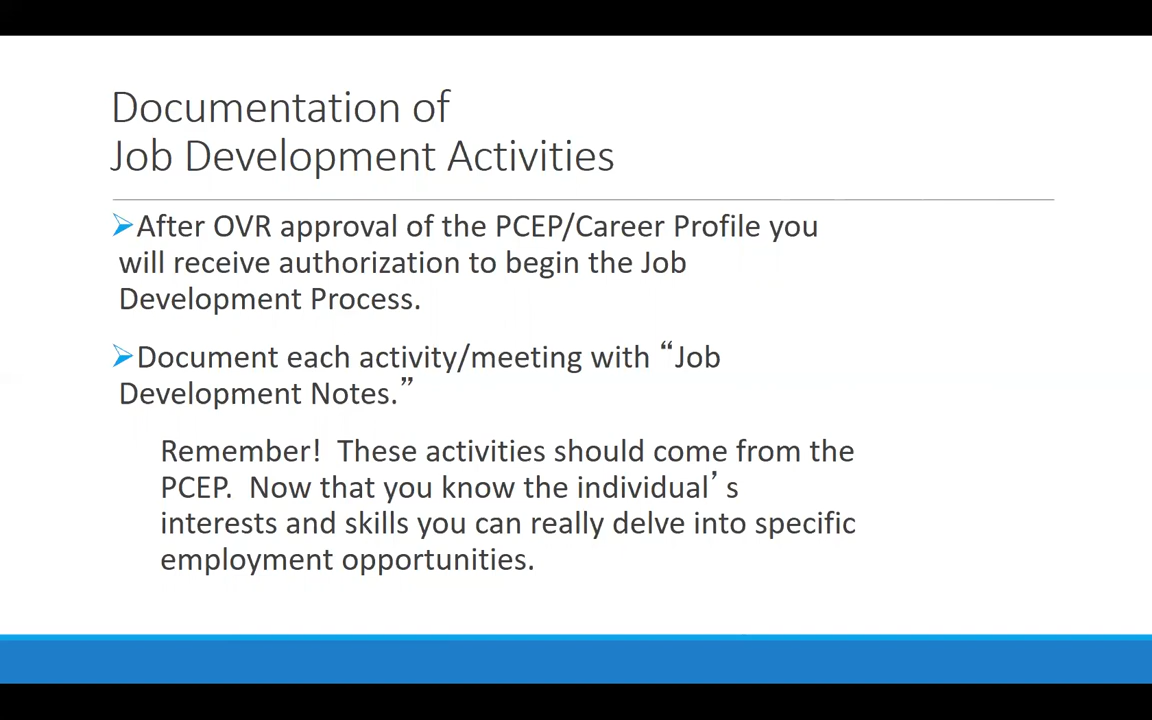 Documentation of
Job Development Activities
➢After OVR approval of the PCEP/Career Profile you
will receive authorization to begin the Job
Development Process.
➢Document each activity/meeting with “Job
Development Notes.”
Remember!  These activities should come from the
PCEP.  Now that you know the individual’s
interests and skills you can really delve into specific
employment opportunities.